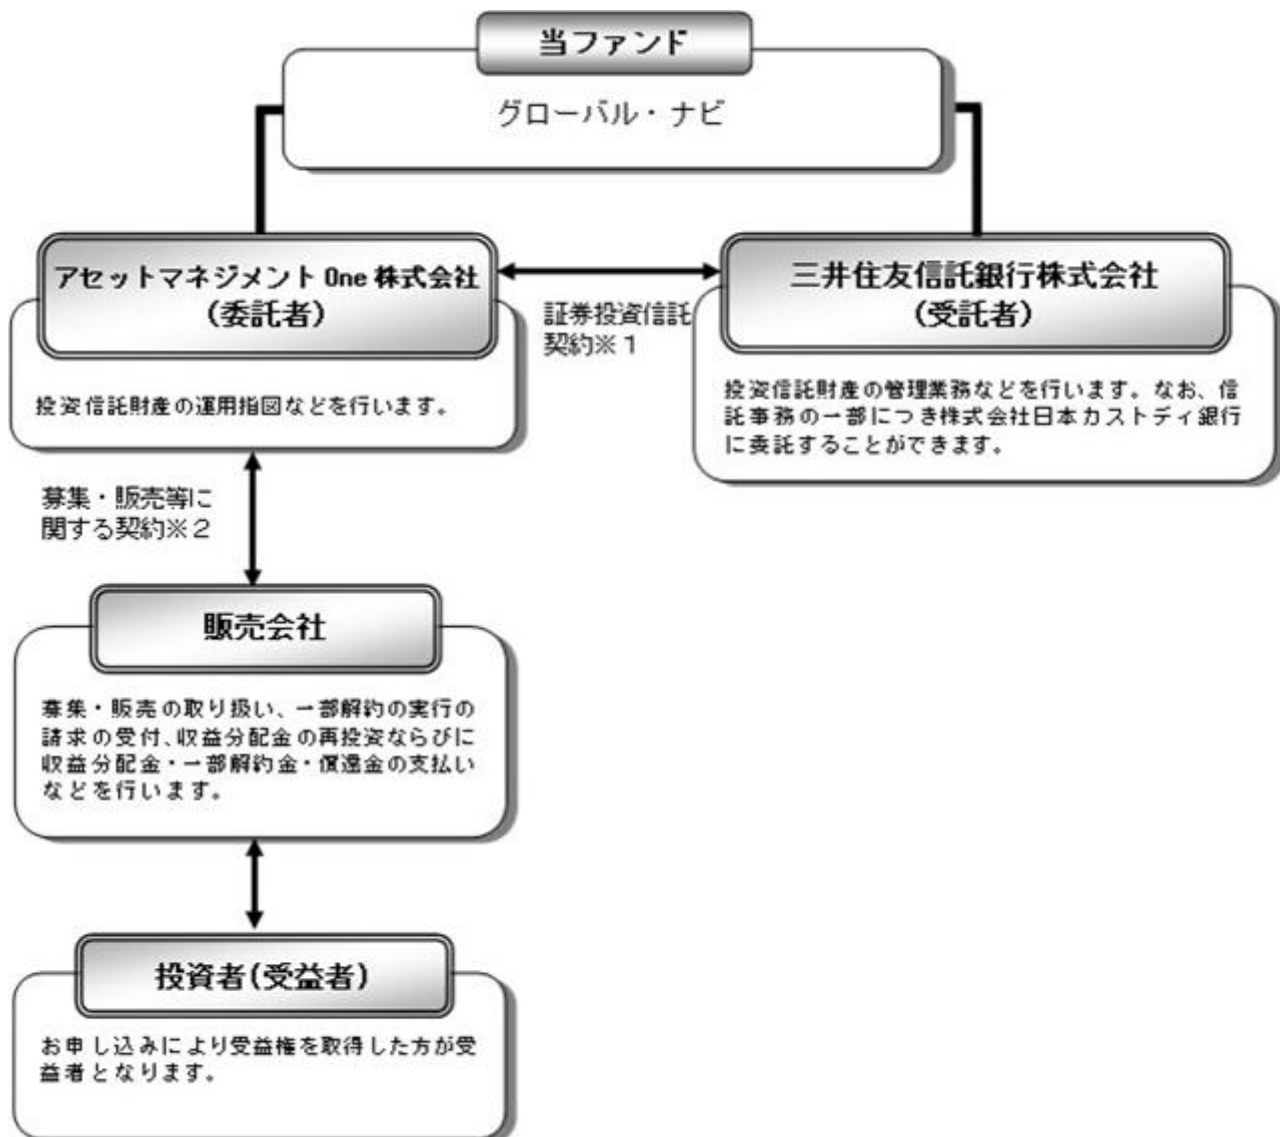 当ファンド
グローバル・ナビ
アセットマネジメント One 株式会社
(委託者)
投資信託財産の運用指図などを行います。
証券投資信託
契約※１
三井住友信託銀行株式会社
(受託者)
投資信託財産の管理業務などを行います。なお、信
託事務の一部につき株式会社日本カストディ銀行
に委託することができます。
募集・販売等に
関する契約※２
販売会社
募集・販売の取り扱い、一部解約の実行の
請求の受付、収益分配金の再投資ならびに
収益分配金・一部解約金・償還金の支払い
などを行います。
投資者(受益者)
お申し込みにより受益権を取得した方が受
益者となります。